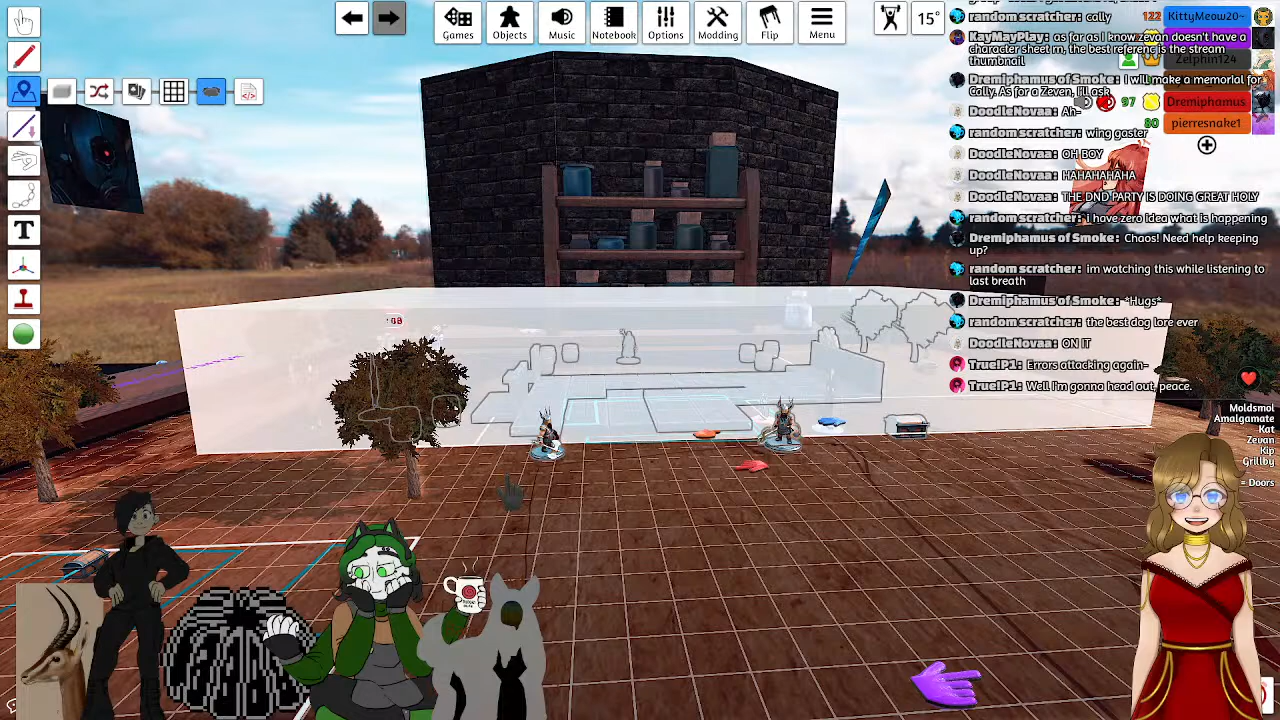 Games
Objects
Music
Notebook
Options
Modding
Flip
Menu
15°
random scratcher: cally
122 KittyMeow20~
KayMayPlay: as far as I know zevan doesn't have a
character sheet rn, the best reference is the stream
thumbnail
Zelphin124
Dremiphamus of Smoke: I will make a memorial for
Cally. As far a Zeven, I'll ask
97 Dremiphamus
DoodleNovaa: Ah-
80 pierresnake1
random scratcher: wing gaster
DoodleNovaa: OH BOY
DoodleNovaa: HAHAHAHAHA
DoodleNovaa: THE DND PARTY IS DOING GREAT HOLY
random scratcher: i have zero idea what is happening
Dremiphamus of Smoke: Chaos! Need help keeping
up?
random scratcher: im watching this while listening to
last breath
Dremiphamus of Smoke: *Hugs*
random scratcher: the best dog lore ever
DoodleNovaa: ON IT
TrueIP1: Errors attacking again-
TrueIP1: Well I'm gonna head out, peace.
Moldsmol
Amalgamate
Kat
Zevan
Kip
Grillby
= Doors
T